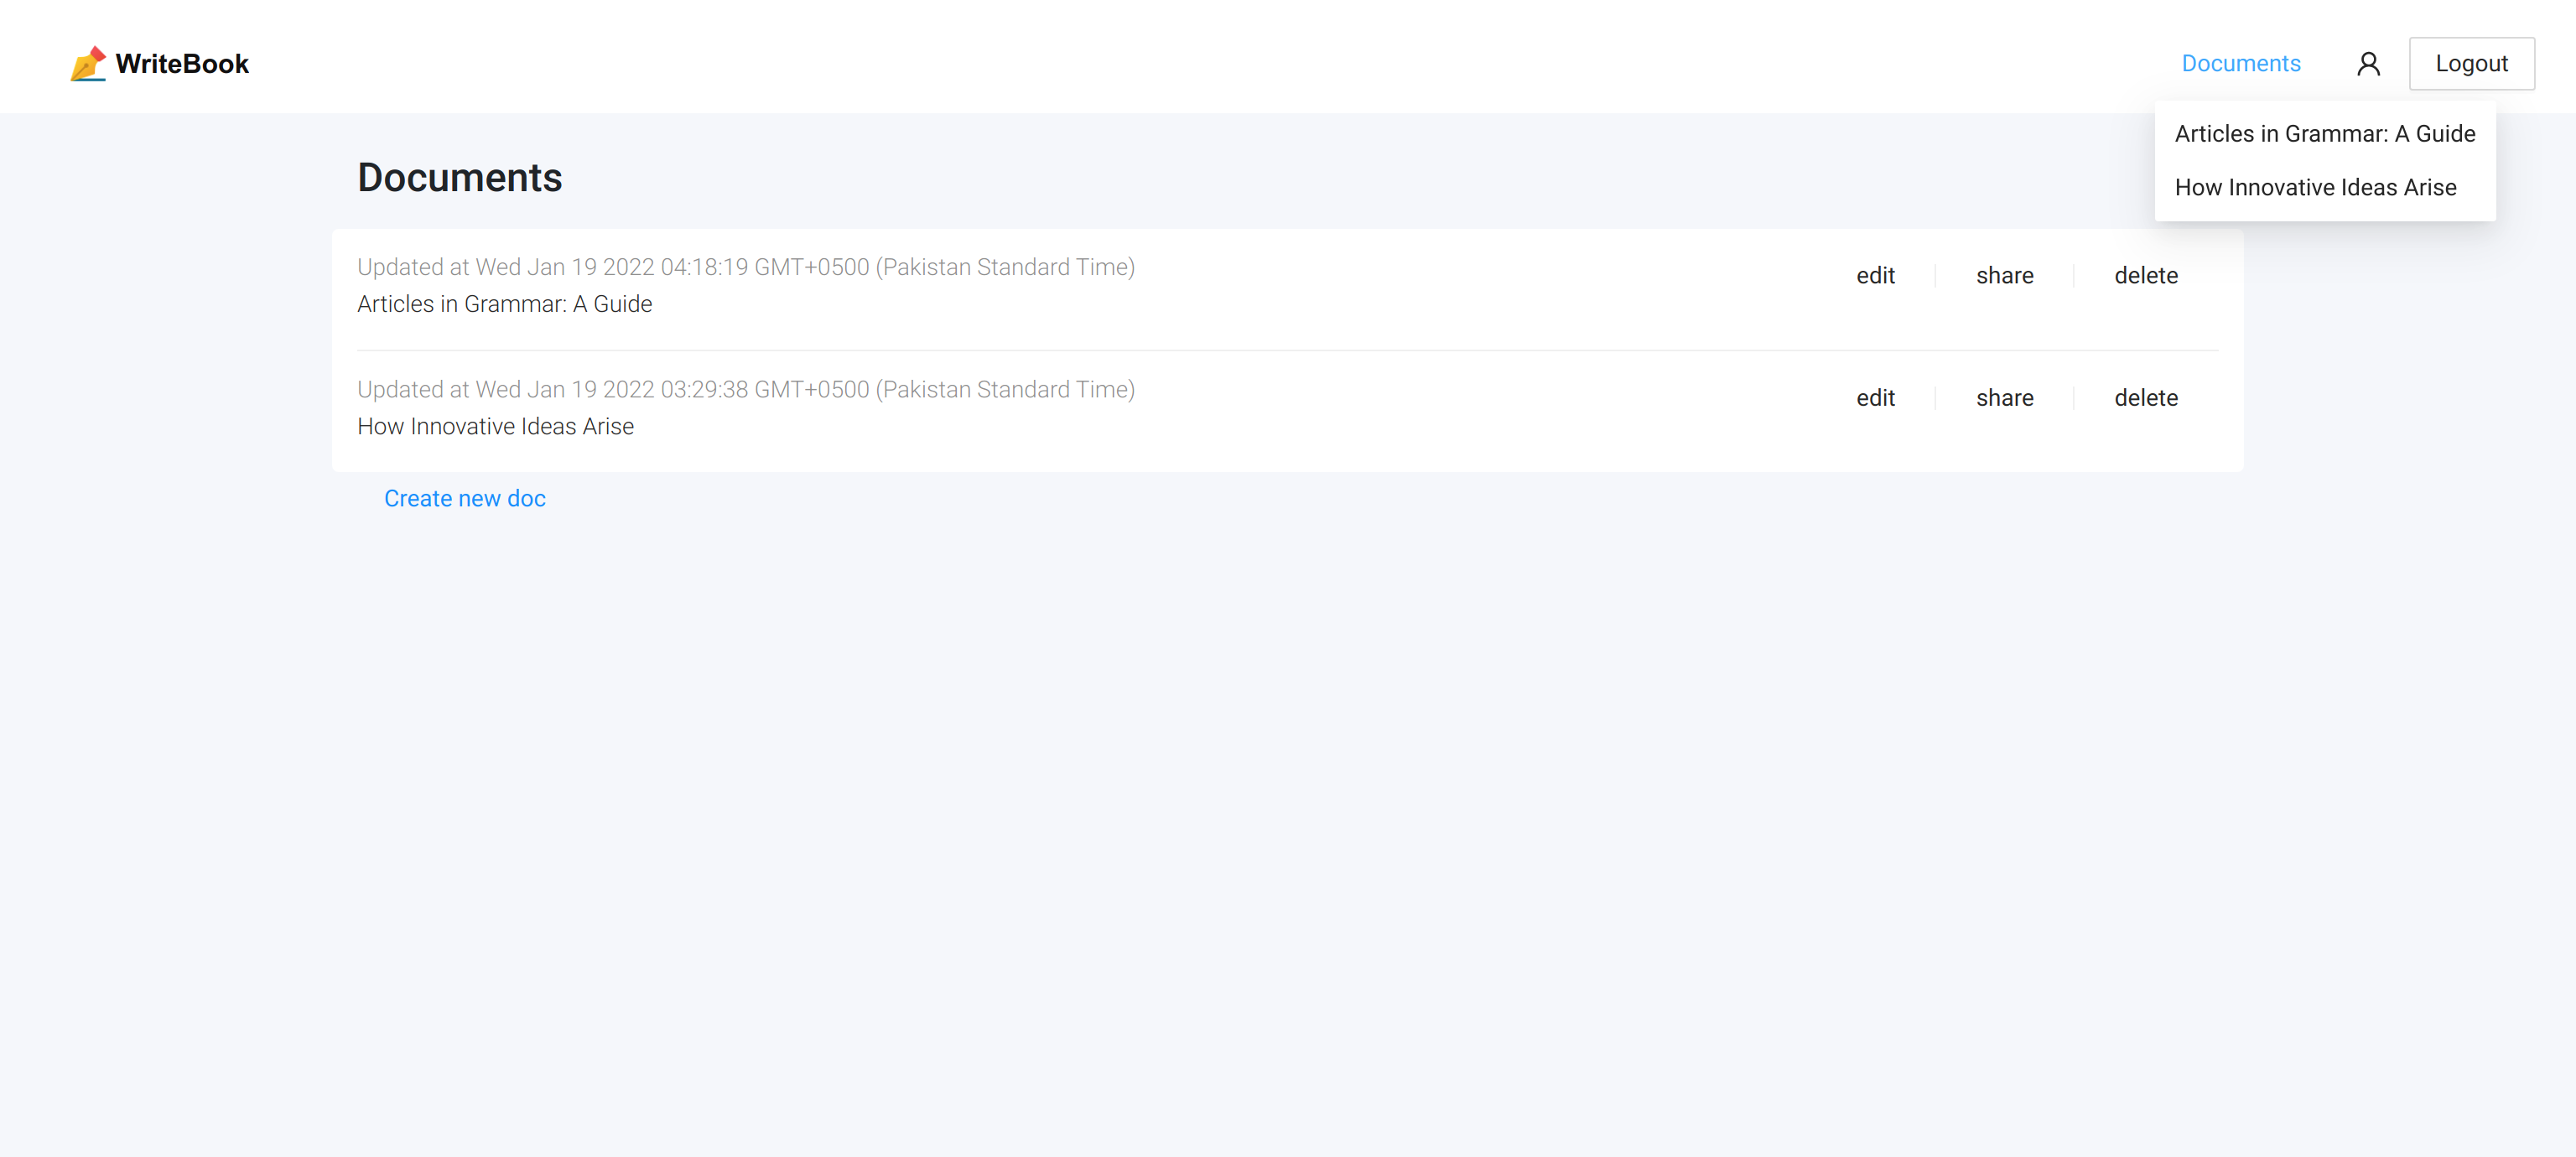 WriteBook
Documents
Logout
Articles in Grammar: A Guide
How Innovative Ideas Arise
Documents
Updated at Wed Jan 19 2022 04:18:19 GMT+0500 (Pakistan Standard Time)
Articles in Grammar: A Guide
edit share delete
Updated at Wed Jan 19 2022 03:29:38 GMT+0500 (Pakistan Standard Time)
How Innovative Ideas Arise
edit share delete
Create new doc